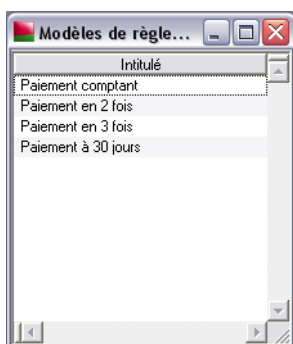 Modèles de règle...
Intitulé
Paiement comptant
Paiement en 2 fois
Paiement en 3 fois
Paiement à 30 jours